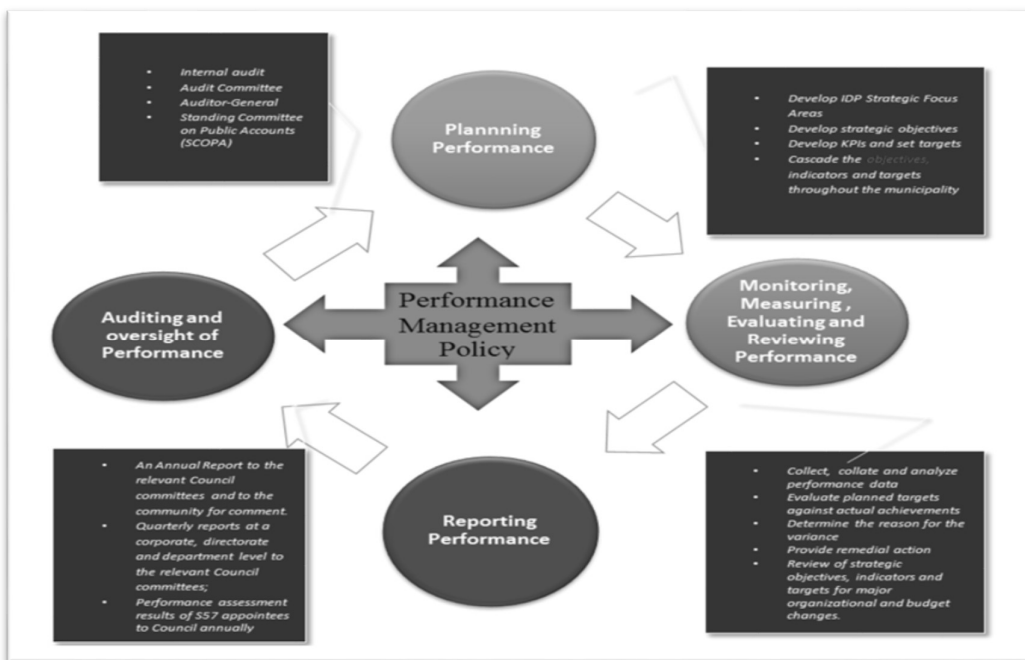 • Internal audit
• Audit Committee
• Auditor-General
• Standing Committee
on Public Accounts
(SCOPA)
Plannning
Performance
• Develop IDP Strategic Focus
Areas
• Develop strategic objectives
• Develop KPIs and set targets
• Cascade the objectives,
indicators and targets
throughout the municipality
Auditing and
oversight of
Performance
Performance
Management
Policy
Monitoring,
Measuring ,
Evaluating and
Reviewing
Performance
• An Annual Report to the
relevant Council
committees and to the
community for comment.
• Quarterly reports at a
corporate, directorate
and department level to
the relevant Council
committees;
• Performance assessment
results of S57 appointees
to Council annually
Reporting
Performance
• Collect, collate and analyze
performance data
• Evaluate planned targets
against actual achievements
• Determine the reason for the
variance
• Provide remedial action
• Review of strategic
objectives, indicators and
targets for major
organizational and budget
changes.